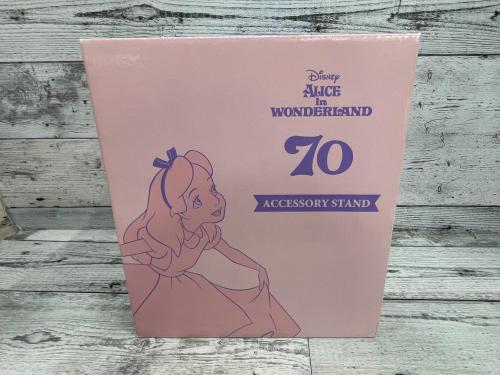 Disney
ALICE
in
WONDERLAND
70
ACCESSORY STAND